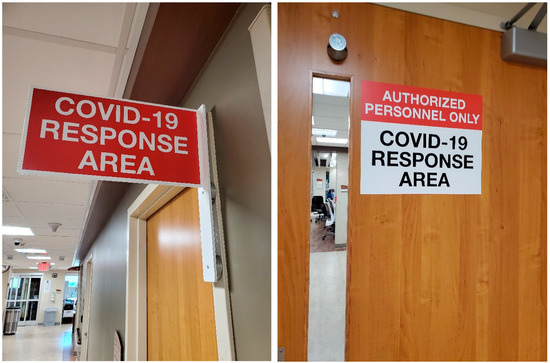 COVID-19
RESPONSE
AREA
AUTHORIZED
PERSONNEL ONLY
COVID-19
RESPONSE
AREA